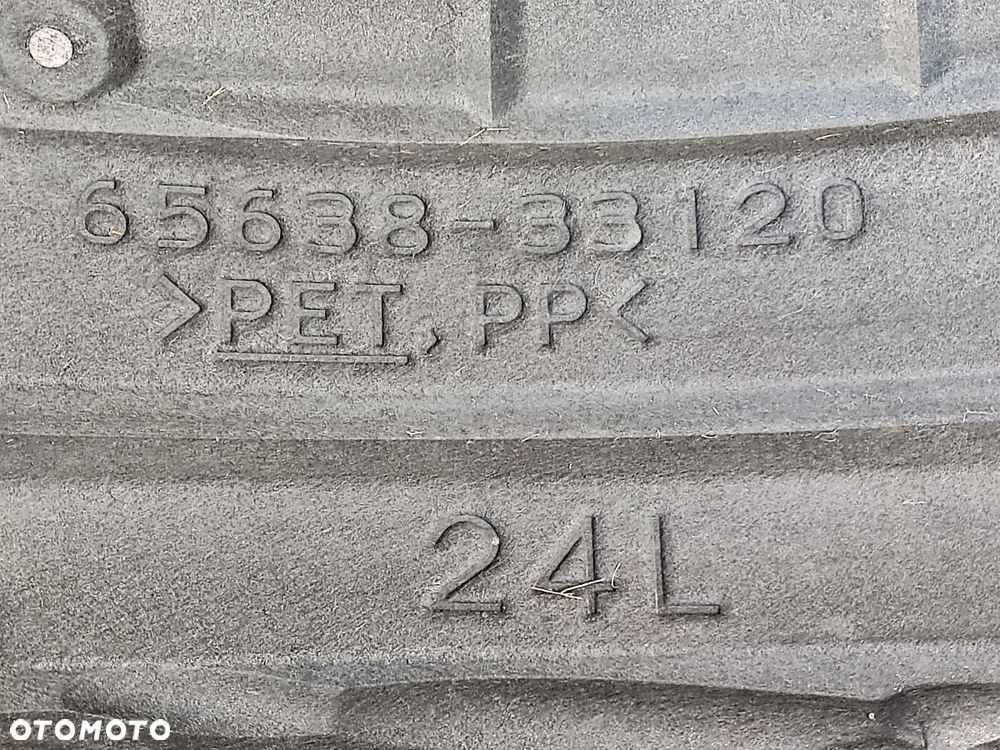 65638-33120
>PET,PP<
24L
OTOMOTO